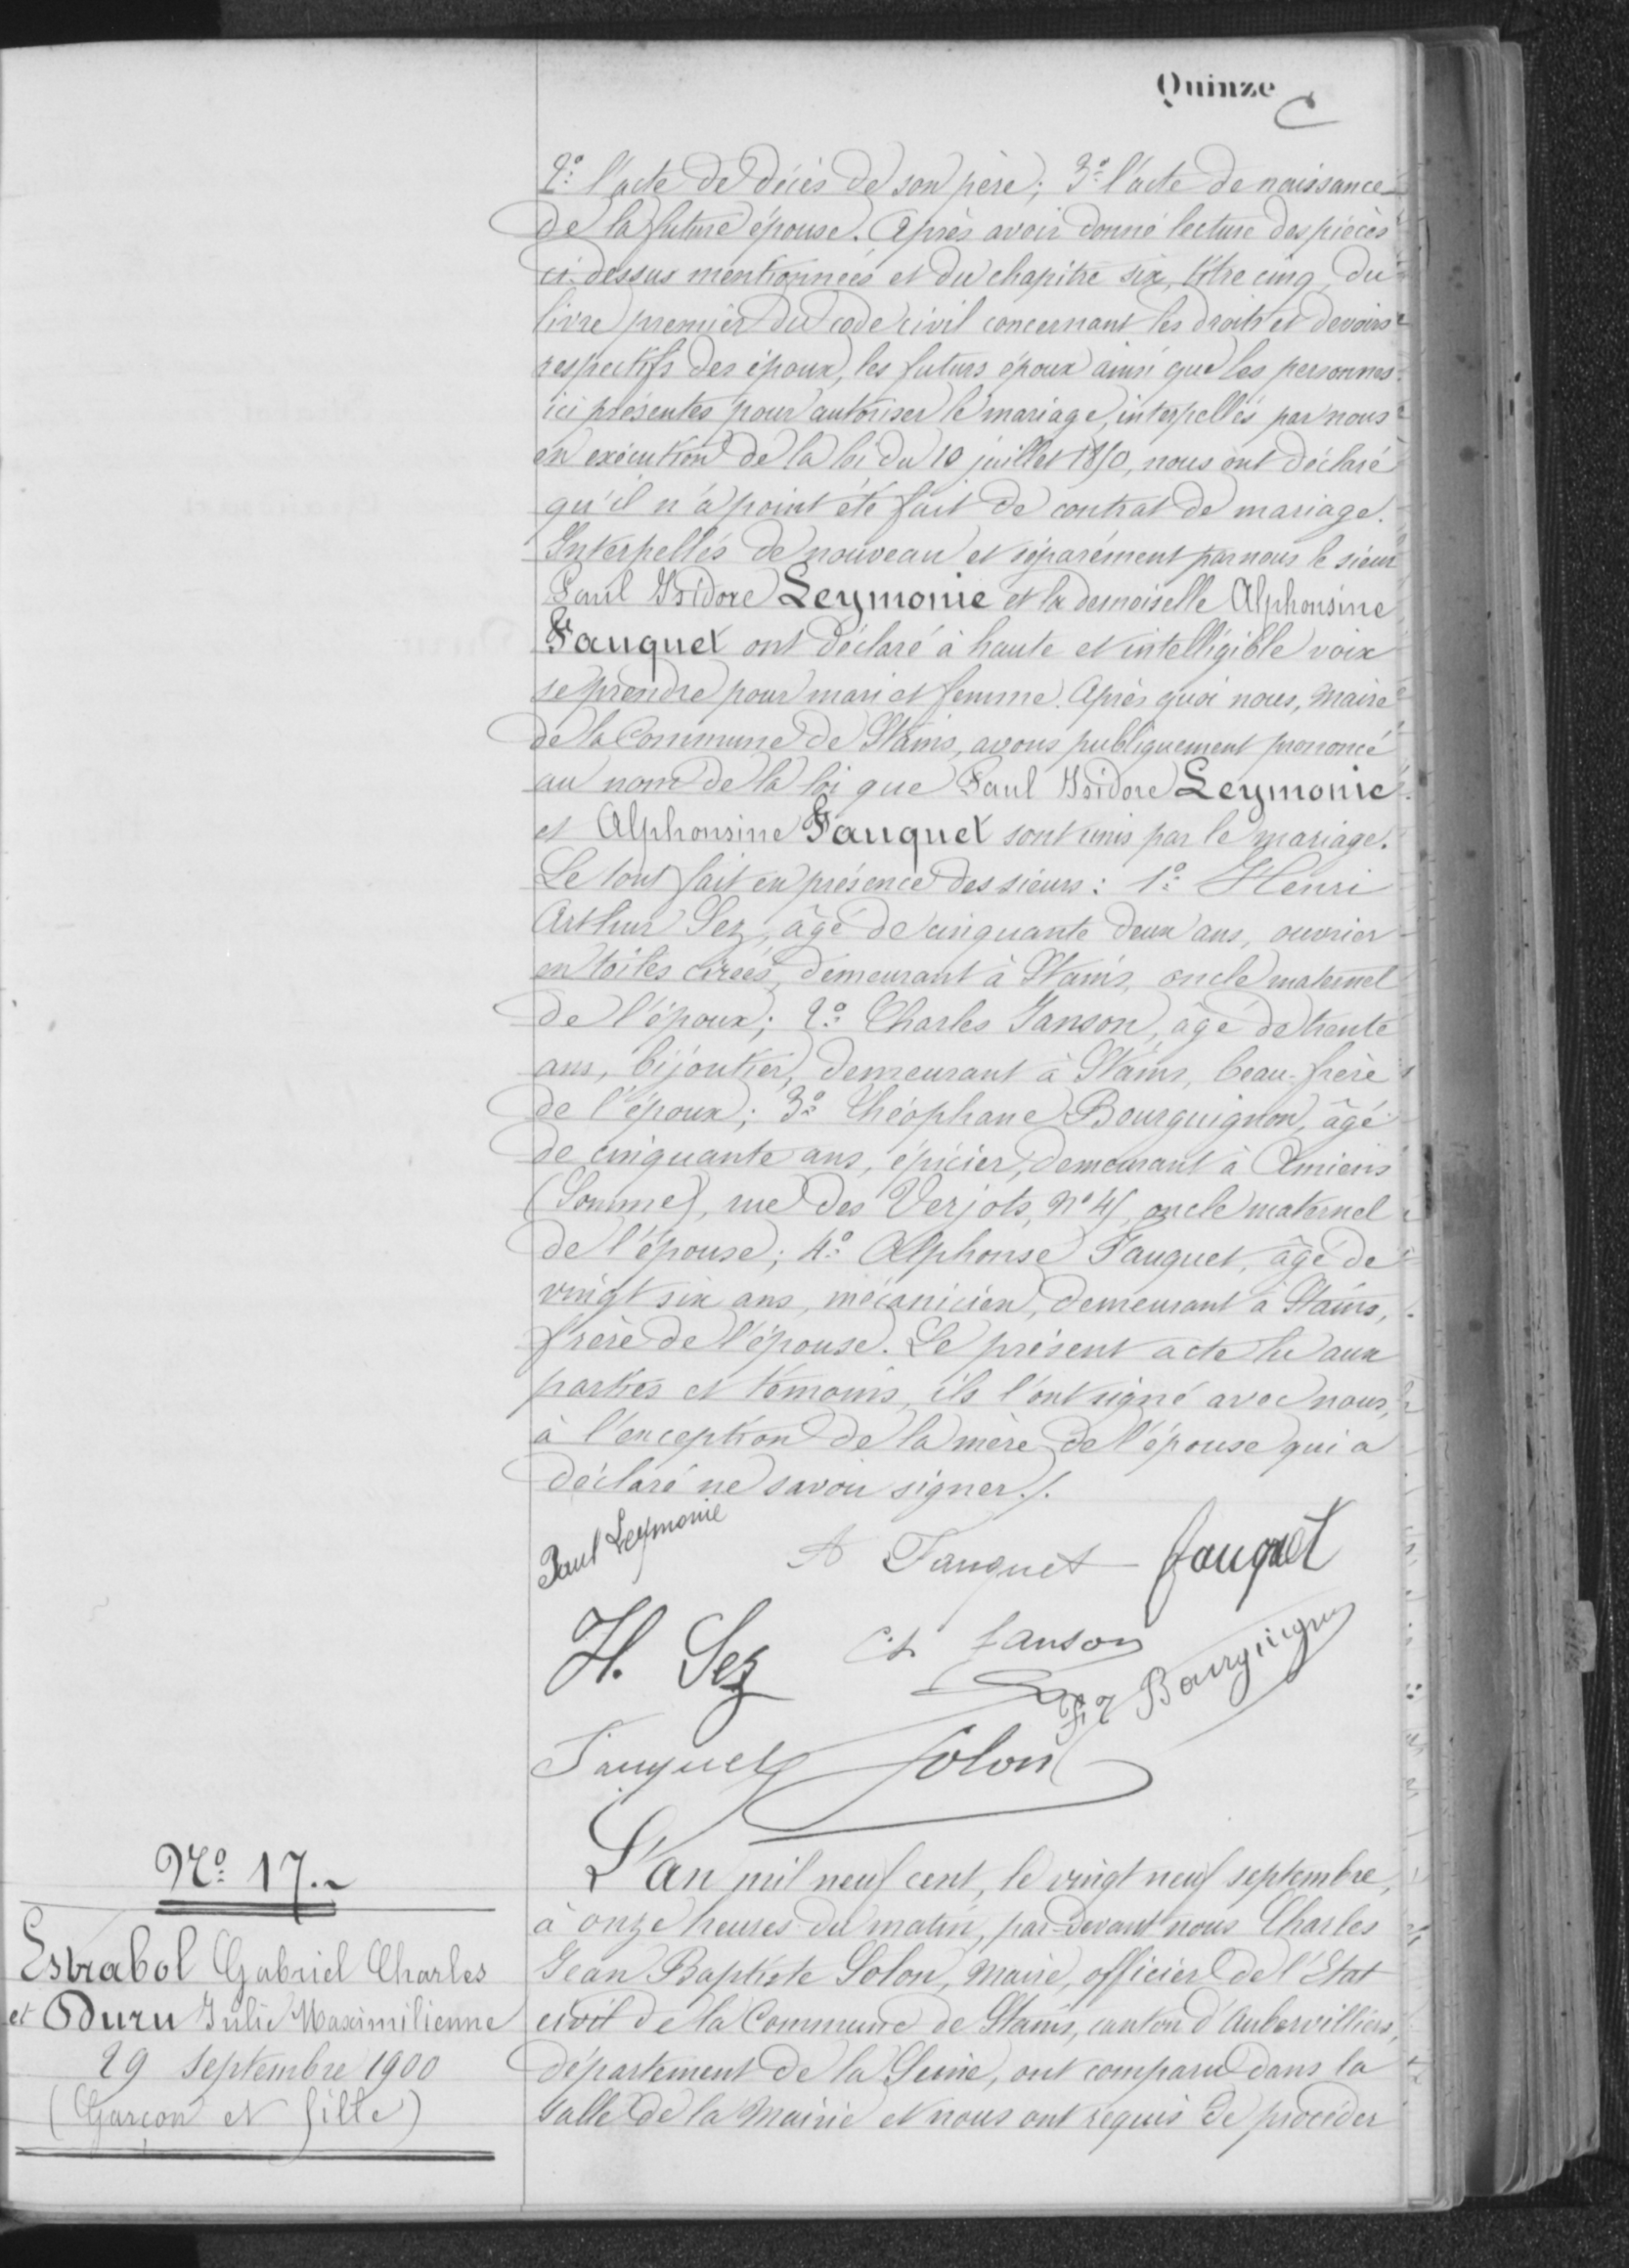 Quinze
2º l'acte de décès de son père; 3º l'acte de naissance
de la future épouse. Après avoir donné lecture des pièces
ci-dessus mentionnées et du chapitre six, titre cinq, du
livre premier du code civil concernant les droits et devoirs
respectifs des époux, les futurs époux ainsi que les personnes
ici présentes pour autoriser le mariage, interpellés par nous
en exécution de la loi du 10 juillet 1850, nous ont déclaré
qu'il n'a point été fait de contrat de mariage.
Interpellés de nouveau et séparément par nous le sieur
Paul Isidore Leymonie et la demoiselle Alphonsine
Fauquet ont déclaré à haute et intelligible voix
se prendre pour mari et femme. Après quoi nous, maire
de la Commune de Stains, avons publiquement prononcé
au nom de la loi que Paul Isidore Leymonie
et Alphonsine Fauquet sont unis par le mariage.
Le tout fait en présence des sieurs : 1º Henri
Arthur Sez, âgé de cinquante deux ans, ouvrier
en toiles cirées, demeurant à Stains, oncle maternel
de l'époux; 2º Charles Janson, âgé de trente
ans, bijoutier, demeurant à Stains, beau-frère
de l'époux; 3º Théophane Bourguignon, âgé
de cinquante ans, épicier, demeurant à Amiens
(Somme), rue des Verjots, nº 45, oncle maternel
de l'épouse; 4º Alphonse Fauquet, âgé de
vingt six ans, mécanicien, demeurant à Stains,
frère de l'épouse. Le présent acte lu aux
parties et témoins, ils l'ont signé avec nous,
à l'exception de la mère de l'épouse qui a
déclaré ne savoir signer./.
Paul Leymonie
A Fauquet
fauquet
H. Sez
Ch Janson
Bourguignon
Fauquet
Solon
Nº 17.
Estrabol Gabriel Charles
et Duru Julie Maximilienne
29 septembre 1900
(Garçon et fille)
L'an mil neuf cent, le vingt neuf septembre,
à onze heures du matin, par-devant nous Charles
Jean Baptiste Solon, maire, officier de l'Etat
civil de la Commune de Stains, canton d'Aubervilliers,
département de la Seine, ont comparu dans la
salle de la mairie et nous ont requis de procéder